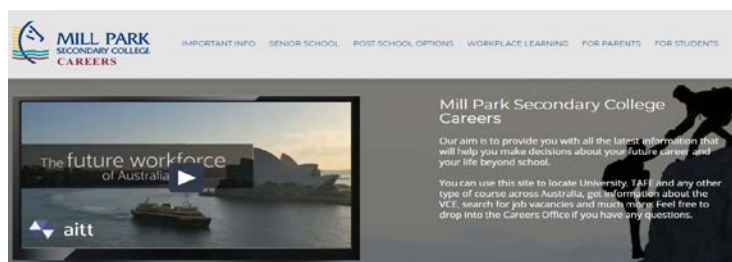 MILL PARK
SECONDARY COLLEGE
CAREERS
IMPORTANT INFO SENIOR SCHOOL POST SCHOOL OPTIONS WORKPLACE LEARNING FOR PARENTS FOR STUDENTS
The future workforce
of Australia
aitt
Mill Park Secondary College
Careers
Our aim is to provide you with all the latest information that
will help you make decisions about your future career and
your life beyond school.
You can use this site to locate University, TAFE and any other
type of course across Australia, get information about the
VCE, search for job vacancies and much more. Feel free to
drop into the Careers Office if you have any questions.